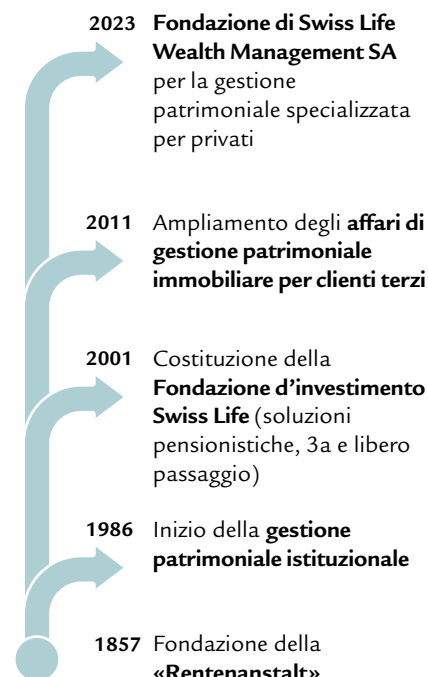 2023 Fondazione di Swiss Life
Wealth Management SA
per la gestione
patrimoniale specializzata
per privati
2011 Ampliamento degli affari di
gestione patrimoniale
immobiliare per clienti terzi
2001 Costituzione della
Fondazione d’investimento
Swiss Life (soluzioni
pensionistiche, 3a e libero
passaggio)
1986 Inizio della gestione
patrimoniale istituzionale
1857 Fondazione della
«Rentenanstalt»